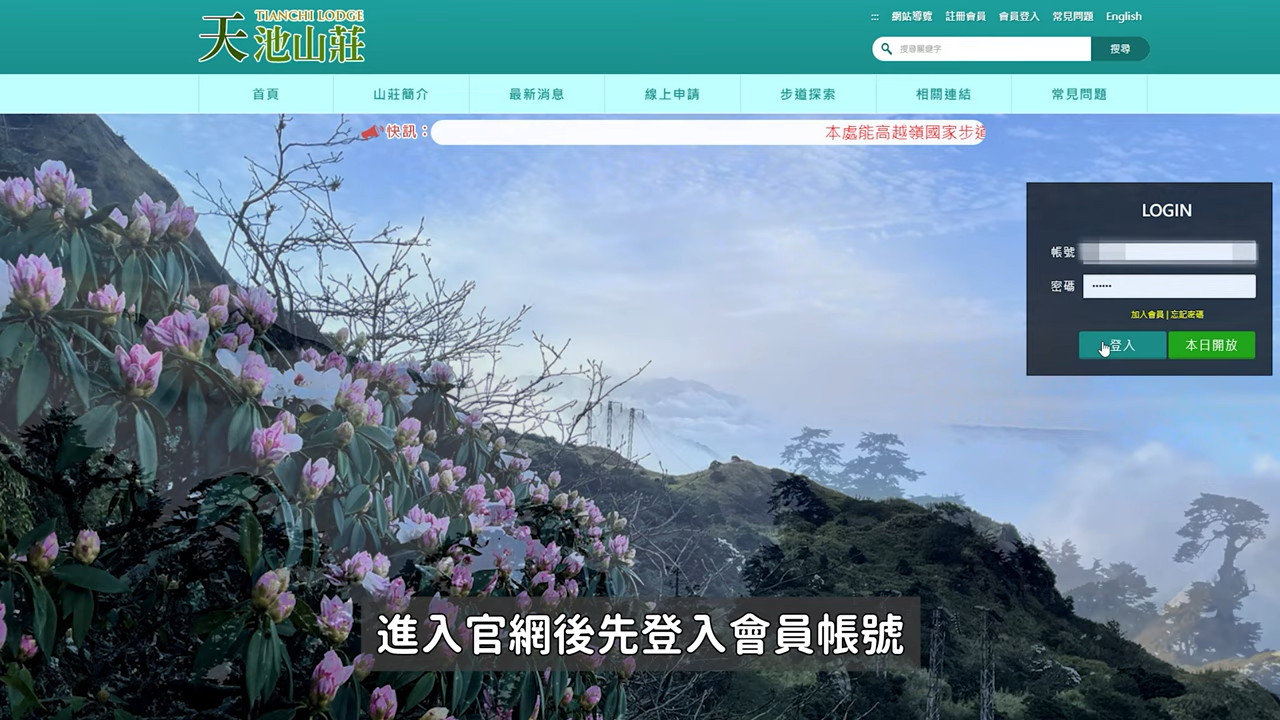 天池山莊
TIANCHI LODGE
::: 網站導覽 註冊會員 會員登入 常見問題 English
搜尋關鍵字 搜尋
首頁 山莊簡介 最新消息 線上申請 步道探索 相關連結 常見問題
快訊： 本處能高越嶺國家步道
LOGIN
帳號
密碼 ••••••
加入會員 | 忘記密碼
登入 本日開放
進入官網後先登入會員帳號